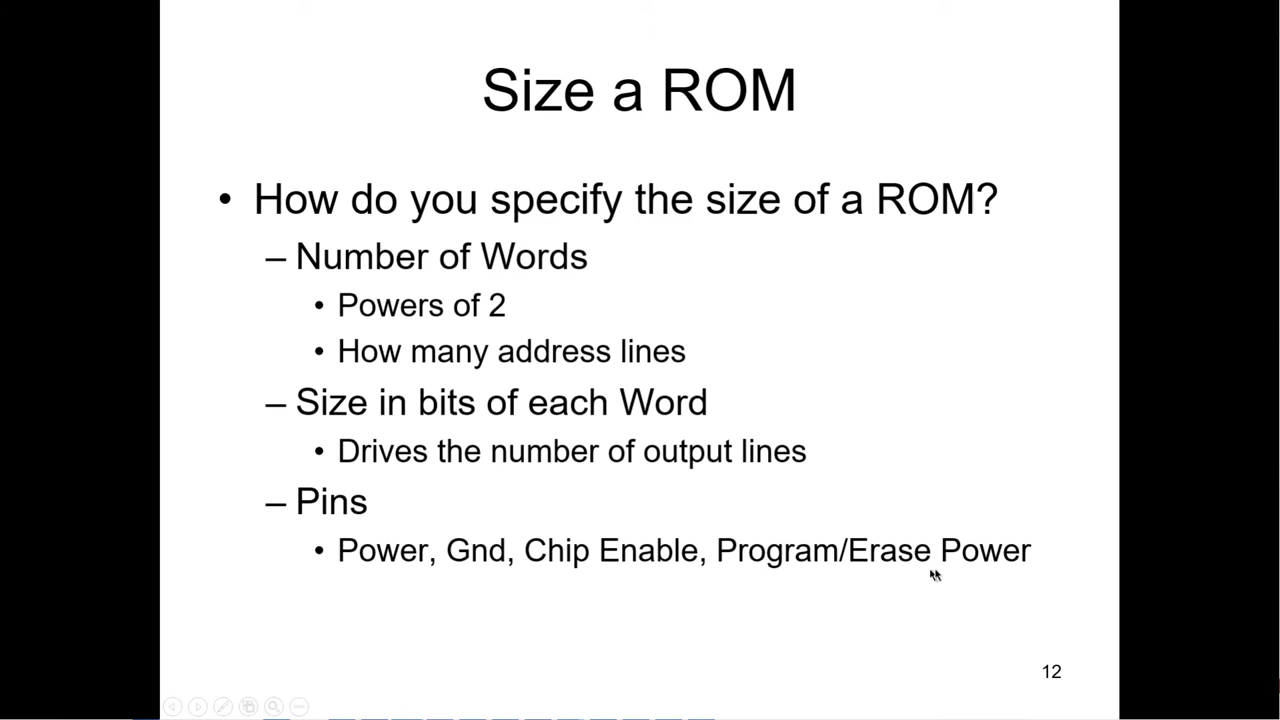 Size a ROM
• How do you specify the size of a ROM?
– Number of Words
• Powers of 2
• How many address lines
– Size in bits of each Word
• Drives the number of output lines
– Pins
• Power, Gnd, Chip Enable, Program/Erase Power
12